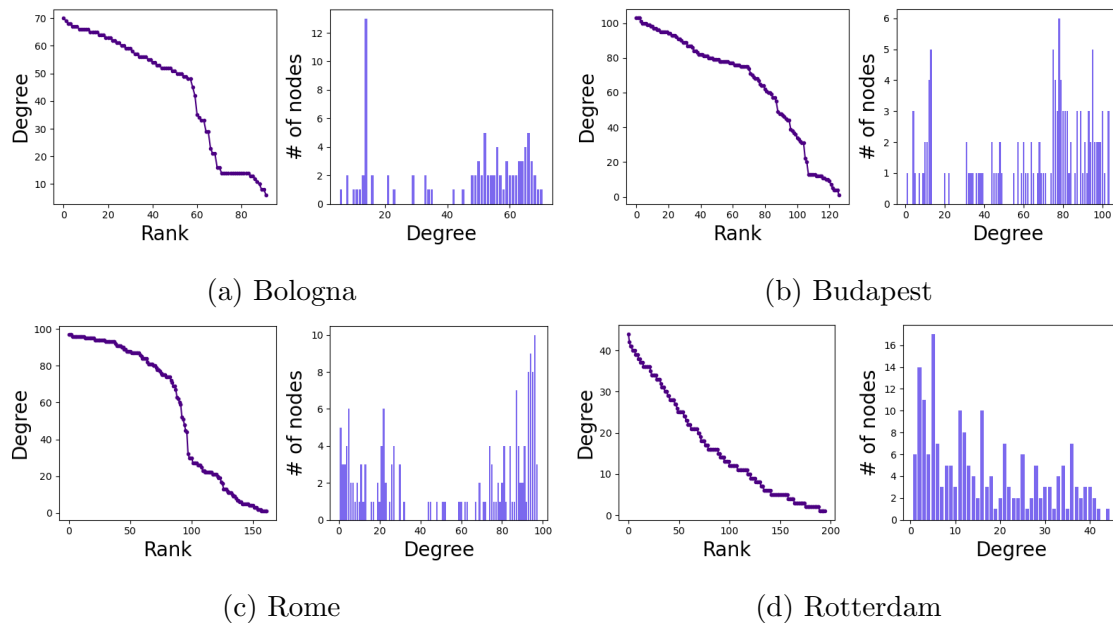 70
60
50
40
30
20
10
Degree
0 20 40 60 80
Rank
12
10
8
6
4
2
0
# of nodes
20 40 60
Degree
(a) Bologna
100
80
60
40
20
0
Degree
0 20 40 60 80 100 120
Rank
6
5
4
3
2
1
0
# of nodes
0 20 40 60 80 100
Degree
(b) Budapest
100
80
60
40
20
0
Degree
0 50 100 150
Rank
10
8
6
4
2
0
# of nodes
0 20 40 60 80 100
Degree
(c) Rome
40
30
20
10
0
Degree
0 50 100 150 200
Rank
16
14
12
10
8
6
4
2
0
# of nodes
0 10 20 30 40
Degree
(d) Rotterdam